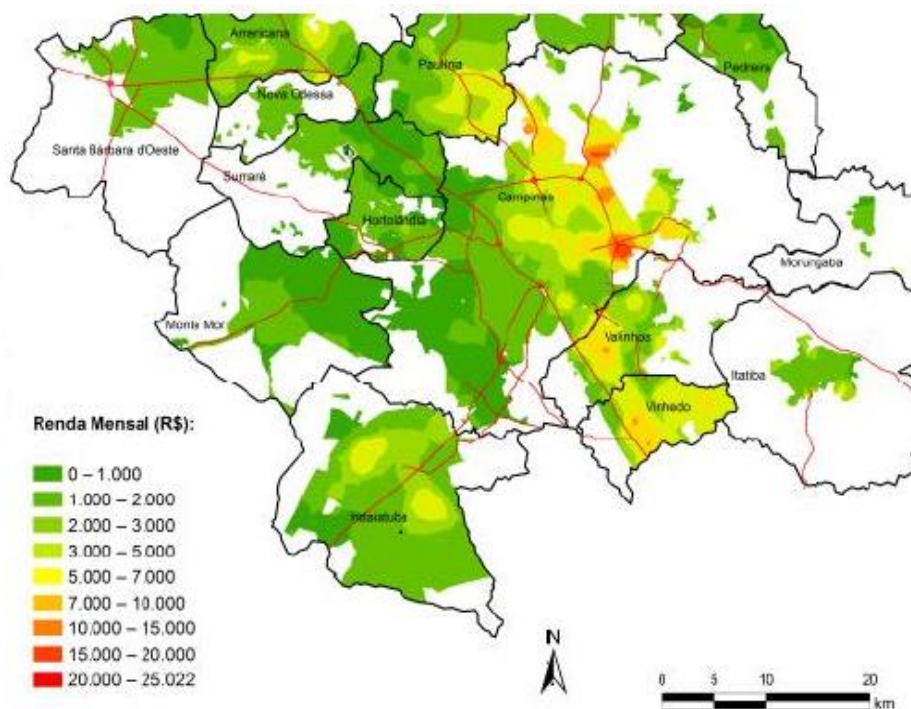 Americana
Paulínia
Pedreira
Nova Odessa
Santa Bárbara d'Oeste
Sumaré
Campinas
Hortolândia
Morungaba
Monte Mor
Valinhos
Itatiba
Vinhedo
Renda Mensal (R$):
0 – 1.000
1.000 – 2.000
2.000 – 3.000
3.000 – 5.000
5.000 – 7.000
7.000 – 10.000
10.000 – 15.000
15.000 – 20.000
20.000 – 25.022
Indaiatuba
N
0 5 10 20
km